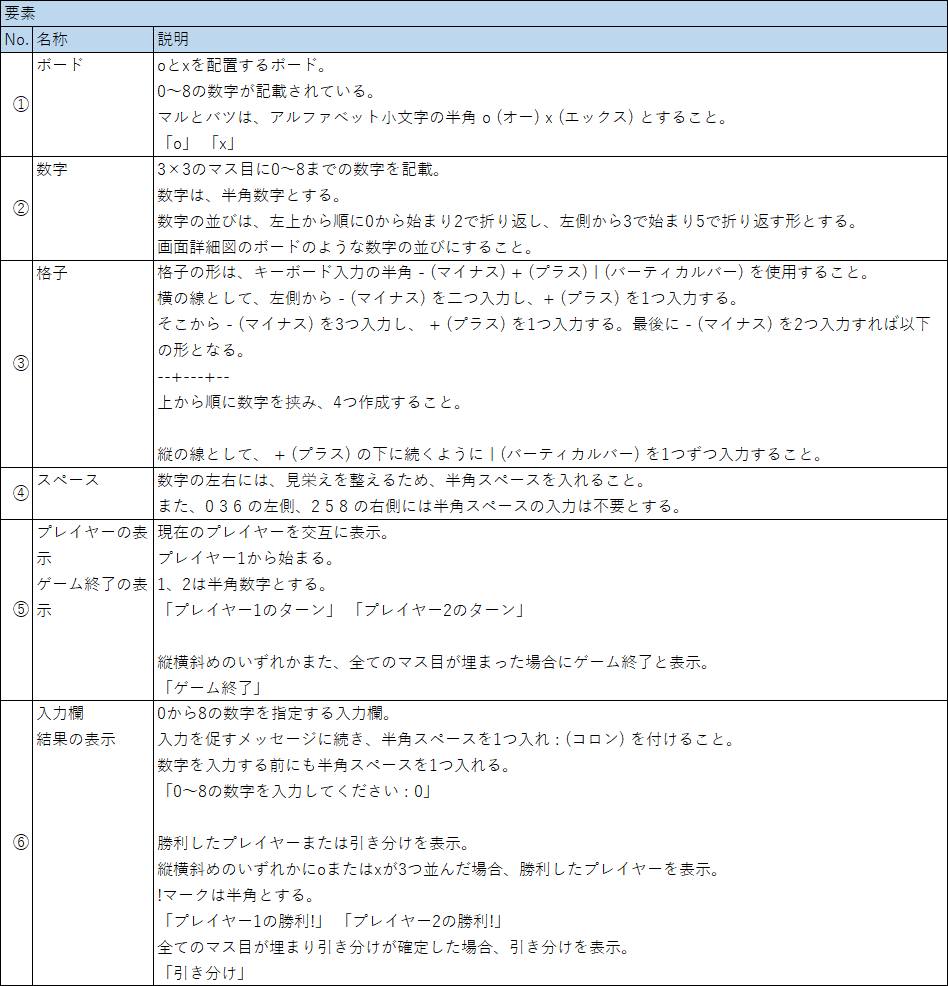 要素
No. 名称 説明
① ボード oとxを配置するボード。
0～8の数字が記載されている。
マルとバツは、アルファベット小文字の半角 o (オー) x (エックス) とすること。
「o」 「x」
② 数字 3×3のマス目に0～8までの数字を記載。
数字は、半角数字とする。
数字の並びは、左上から順に0から始まり2で折り返し、左側から3で始まり5で折り返す形とする。
画面詳細図のボードのような数字の並びにすること。
③ 格子 格子の形は、キーボード入力の半角 - (マイナス) + (プラス) | (バーティカルバー) を使用すること。
横の線として、左側から - (マイナス) を二つ入力し、+ (プラス) を1つ入力する。
そこから - (マイナス) を3つ入力し、 + (プラス) を1つ入力する。最後に - (マイナス) を2つ入力すれば以下
の形となる。
--+---+--
上から順に数字を挟み、4つ作成すること。
縦の線として、 + (プラス) の下に続くように | (バーティカルバー) を1つずつ入力すること。
④ スペース 数字の左右には、見栄えを整えるため、半角スペースを入れること。
また、0 3 6 の左側、2 5 8 の右側には半角スペースの入力は不要とする。
⑤ プレイヤーの表
示
ゲーム終了の表
示
現在のプレイヤーを交互に表示。
プレイヤー1から始まる。
1、2は半角数字とする。
「プレイヤー1のターン」 「プレイヤー2のターン」
縦横斜めのいずれかまた、全てのマス目が埋まった場合にゲーム終了と表示。
「ゲーム終了」
⑥ 入力欄
結果の表示
0から8の数字を指定する入力欄。
入力を促すメッセージに続き、半角スペースを1つ入れ : (コロン) を付けること。
数字を入力する前にも半角スペースを1つ入れる。
「0～8の数字を入力してください : 0」
勝利したプレイヤーまたは引き分けを表示。
縦横斜めのいずれかにoまたはxが3つ並んだ場合、勝利したプレイヤーを表示。
!マークは半角とする。
「プレイヤー1の勝利!」 「プレイヤー2の勝利!」
全てのマス目が埋まり引き分けが確定した場合、引き分けを表示。
「引き分け」